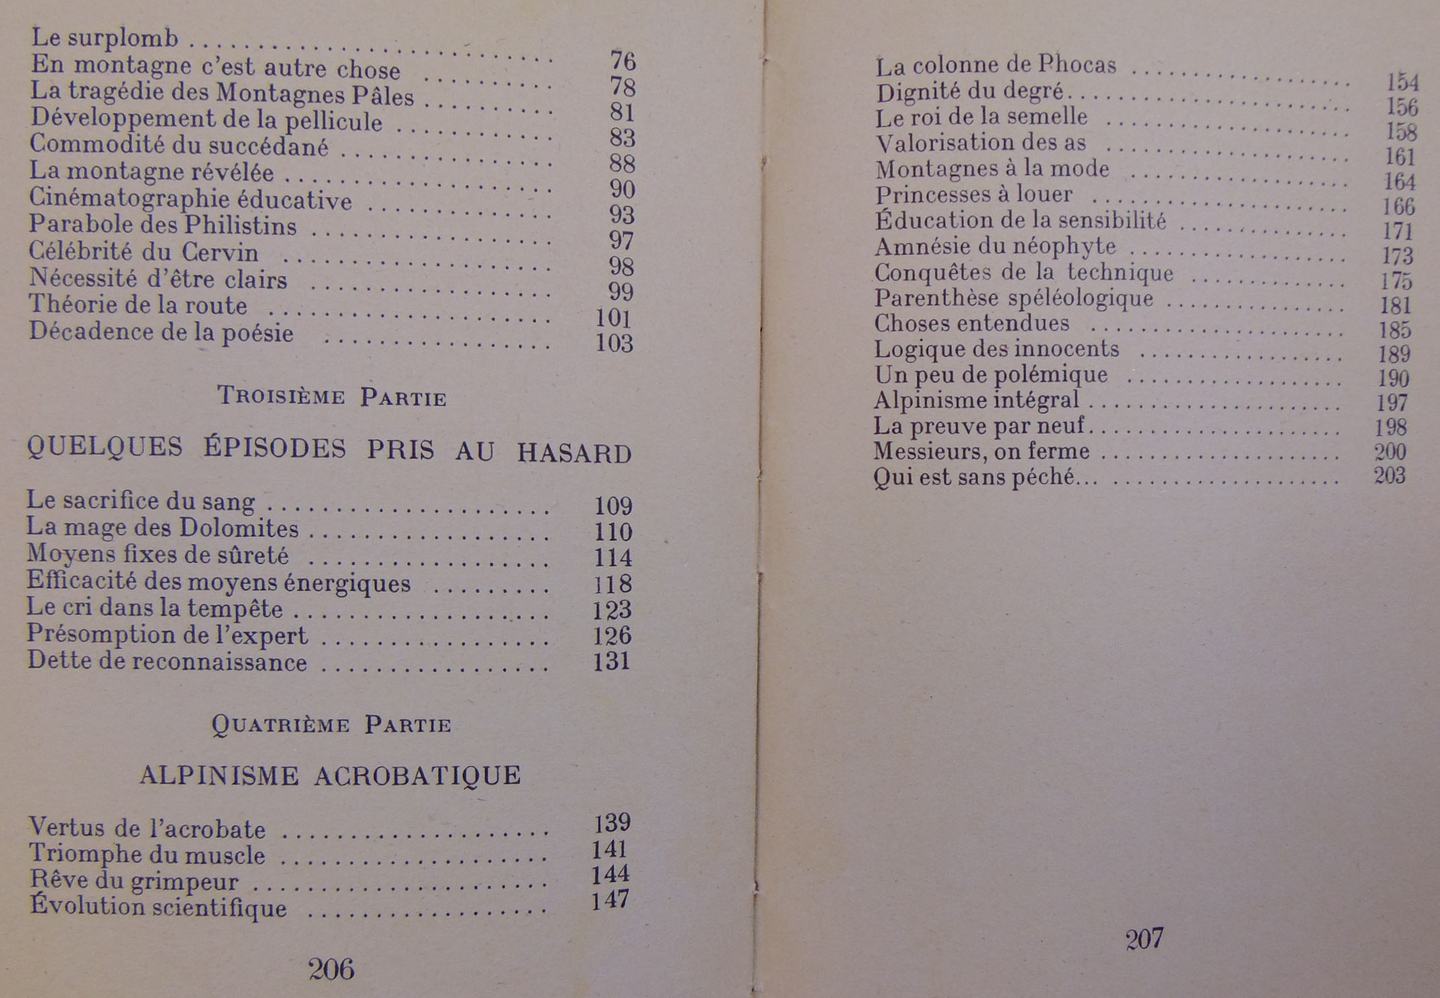 Le surplomb . . . . . . . . . . . . . . . . . . . . . . . . . . 76
En montagne c'est autre chose . . . . . . . . . . 78
La tragédie des Montagnes Pâles . . . . . . . . . . 81
Développement de la pellicule . . . . . . . . . . . . 83
Commodité du succédané . . . . . . . . . . . . . . . . 88
La montagne révélée . . . . . . . . . . . . . . . . . . . . 90
Cinématographie éducative . . . . . . . . . . . . . . 93
Parabole des Philistins . . . . . . . . . . . . . . . . . . 97
Célébrité du Cervin . . . . . . . . . . . . . . . . . . . . 98
Nécessité d'être clairs . . . . . . . . . . . . . . . . . . 99
Théorie de la route . . . . . . . . . . . . . . . . . . . . . 101
Décadence de la poésie . . . . . . . . . . . . . . . . . 103
Troisième Partie
QUELQUES ÉPISODES PRIS AU HASARD
Le sacrifice du sang . . . . . . . . . . . . . . . . . . . . . 109
La mage des Dolomites . . . . . . . . . . . . . . . . . . 110
Moyens fixes de sûreté . . . . . . . . . . . . . . . . . . 114
Efficacité des moyens énergiques . . . . . . . . . 118
Le cri dans la tempête . . . . . . . . . . . . . . . . . . . 123
Présomption de l'expert . . . . . . . . . . . . . . . . . 126
Dette de reconnaissance . . . . . . . . . . . . . . . . . 131
Quatrième Partie
ALPINISME ACROBATIQUE
Vertus de l'acrobate . . . . . . . . . . . . . . . . . . . . 139
Triomphe du muscle . . . . . . . . . . . . . . . . . . . . 141
Rêve du grimpeur . . . . . . . . . . . . . . . . . . . . . . 144
Évolution scientifique . . . . . . . . . . . . . . . . . . 147
206
La colonne de Phocas . . . . . . . . . . . . . . . . . 154
Dignité du degré. . . . . . . . . . . . . . . . . . . . . . 156
Le roi de la semelle . . . . . . . . . . . . . . . . . . . 158
Valorisation des as . . . . . . . . . . . . . . . . . . . 161
Montagnes à la mode . . . . . . . . . . . . . . . . . 164
Princesses à louer . . . . . . . . . . . . . . . . . . . . 166
Éducation de la sensibilité . . . . . . . . . . . . . 171
Amnésie du néophyte . . . . . . . . . . . . . . . . . 173
Conquêtes de la technique . . . . . . . . . . . . 175
Parenthèse spéléologique . . . . . . . . . . . . . . 181
Choses entendues . . . . . . . . . . . . . . . . . . . . 185
Logique des innocents . . . . . . . . . . . . . . . . 189
Un peu de polémique . . . . . . . . . . . . . . . . . 190
Alpinisme intégral . . . . . . . . . . . . . . . . . . . . 197
La preuve par neuf. . . . . . . . . . . . . . . . . . . . 198
Messieurs, on ferme . . . . . . . . . . . . . . . . . . . 200
Qui est sans péché... . . . . . . . . . . . . . . . . . . 203
207